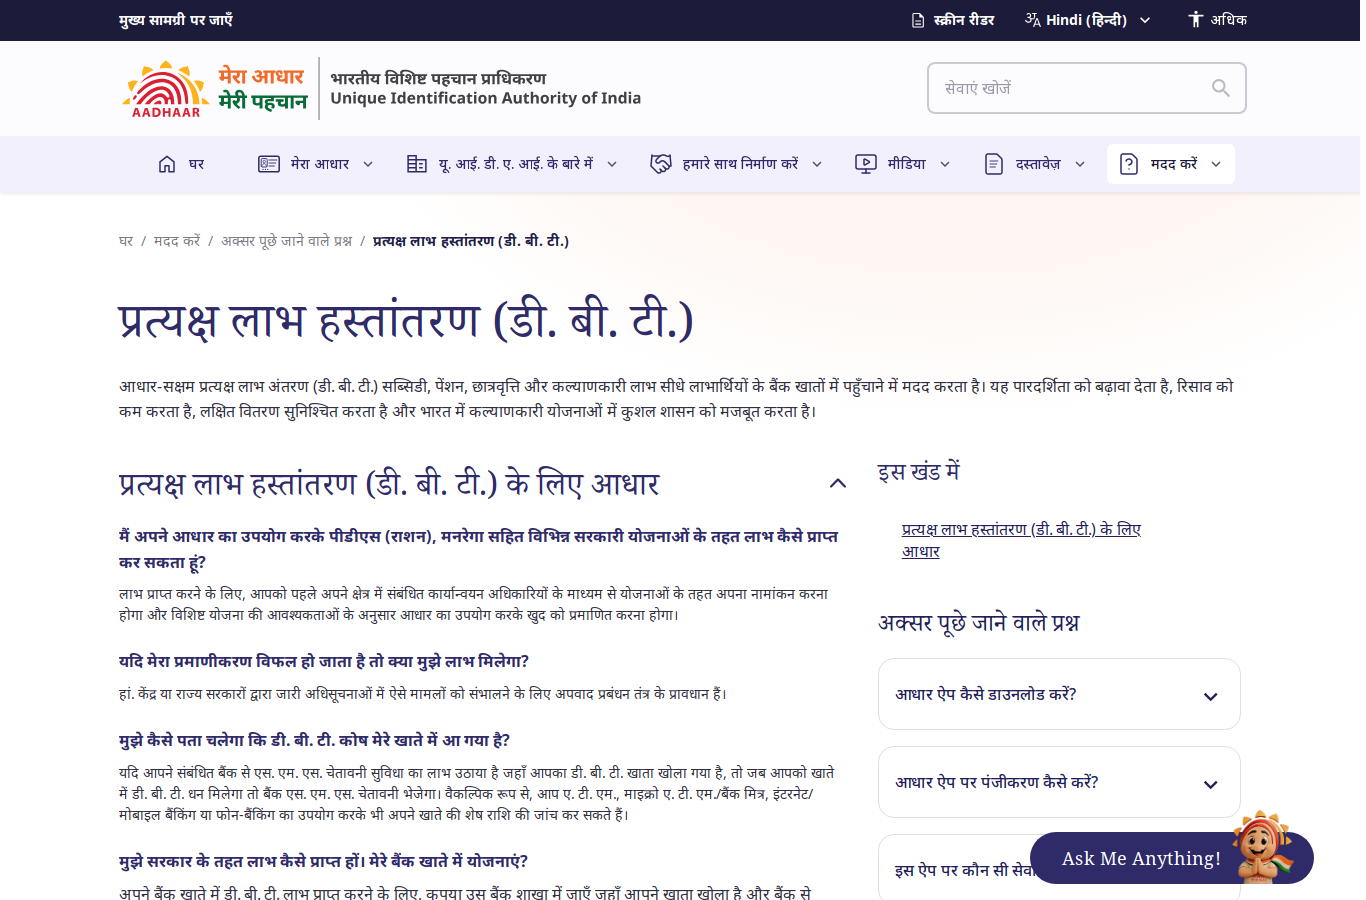 मुख्य सामग्री पर जाएँ
स्क्रीन रीडर
Hindi (हिन्दी)
अधिक
AADHAAR
मेरा आधार
मेरी पहचान
भारतीय विशिष्ट पहचान प्राधिकरण
Unique Identification Authority of India
सेवाएं खोजें
घर
मेरा आधार
यू. आई. डी. ए. आई. के बारे में
हमारे साथ निर्माण करें
मीडिया
दस्तावेज़
मदद करें
घर / मदद करें / अक्सर पूछे जाने वाले प्रश्न / प्रत्यक्ष लाभ हस्तांतरण (डी. बी. टी.)
प्रत्यक्ष लाभ हस्तांतरण (डी. बी. टी.)
आधार-सक्षम प्रत्यक्ष लाभ अंतरण (डी. बी. टी.) सब्सिडी, पेंशन, छात्रवृत्ति और कल्याणकारी लाभ सीधे लाभार्थियों के बैंक खातों में पहुँचाने में मदद करता है। यह पारदर्शिता को बढ़ावा देता है, रिसाव को
कम करता है, लक्षित वितरण सुनिश्चित करता है और भारत में कल्याणकारी योजनाओं में कुशल शासन को मजबूत करता है।
प्रत्यक्ष लाभ हस्तांतरण (डी. बी. टी.) के लिए आधार
मैं अपने आधार का उपयोग करके पीडीएस (राशन), मनरेगा सहित विभिन्न सरकारी योजनाओं के तहत लाभ कैसे प्राप्त
कर सकता हूं?
लाभ प्राप्त करने के लिए, आपको पहले अपने क्षेत्र में संबंधित कार्यान्वयन अधिकारियों के माध्यम से योजनाओं के तहत अपना नामांकन करना
होगा और विशिष्ट योजना की आवश्यकताओं के अनुसार आधार का उपयोग करके खुद को प्रमाणित करना होगा।
यदि मेरा प्रमाणीकरण विफल हो जाता है तो क्या मुझे लाभ मिलेगा?
हां. केंद्र या राज्य सरकारों द्वारा जारी अधिसूचनाओं में ऐसे मामलों को संभालने के लिए अपवाद प्रबंधन तंत्र के प्रावधान हैं।
मुझे कैसे पता चलेगा कि डी. बी. टी. कोष मेरे खाते में आ गया है?
यदि आपने संबंधित बैंक से एस. एम. एस. चेतावनी सुविधा का लाभ उठाया है जहाँ आपका डी. बी. टी. खाता खोला गया है, तो जब आपको खाते
में डी. बी. टी. धन मिलेगा तो बैंक एस. एम. एस. चेतावनी भेजेगा। वैकल्पिक रूप से, आप ए. टी. एम., माइक्रो ए. टी. एम./बैंक मित्र, इंटरनेट/
मोबाइल बैंकिंग या फोन-बैंकिंग का उपयोग करके भी अपने खाते की शेष राशि की जांच कर सकते हैं।
मुझे सरकार के तहत लाभ कैसे प्राप्त हों। मेरे बैंक खाते में योजनाएं?
अपने बैंक खाते में डी. बी. टी. लाभ प्राप्त करने के लिए, कृपया उस बैंक शाखा में जाएँ जहाँ आपने खाता खोला है और बैंक से
इस खंड में
प्रत्यक्ष लाभ हस्तांतरण (डी. बी. टी.) के लिए
आधार
अक्सर पूछे जाने वाले प्रश्न
आधार ऐप कैसे डाउनलोड करें?
आधार ऐप पर पंजीकरण कैसे करें?
इस ऐप पर कौन सी
Ask Me Anything!